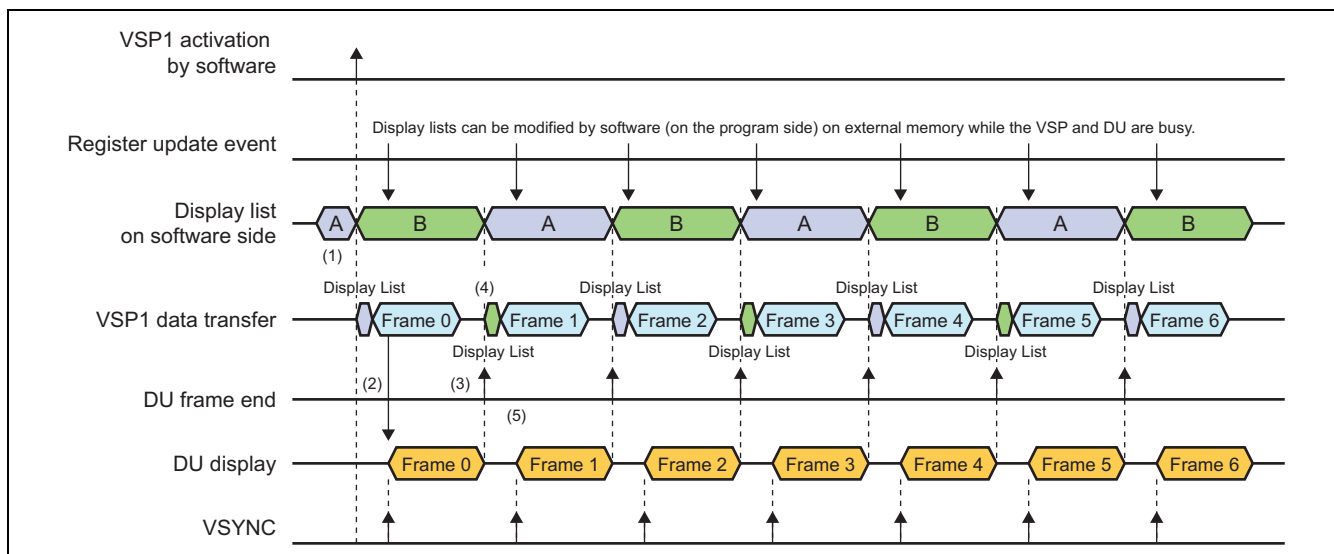 VSP1 activation
by software
Display lists can be modified by software (on the program side) on external memory while the VSP and DU are busy.
Register update event
Display list
on software side
A B A B A B A B
(1)
Display List (4) Display List Display List Display List
VSP1 data transfer
Frame 0 Frame 1 Frame 2 Frame 3 Frame 4 Frame 5 Frame 6
Display List Display List Display List
(2) (3)
DU frame end
(5)
DU display
Frame 0 Frame 1 Frame 2 Frame 3 Frame 4 Frame 5 Frame 6
VSYNC